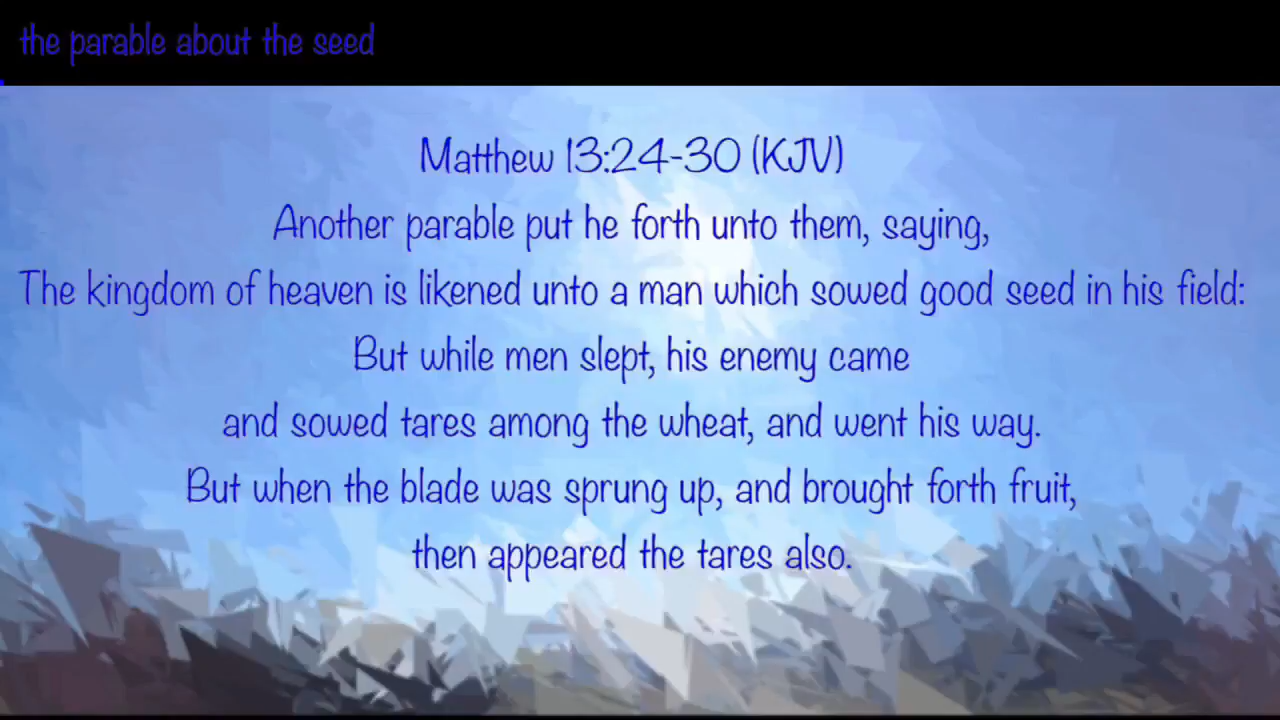 the parable about the seed
Matthew 13:24-30 (KJV)
Another parable put he forth unto them, saying,
The kingdom of heaven is likened unto a man which sowed good seed in his field:
But while men slept, his enemy came
and sowed tares among the wheat, and went his way.
But when the blade was sprung up, and brought forth fruit,
then appeared the tares also.